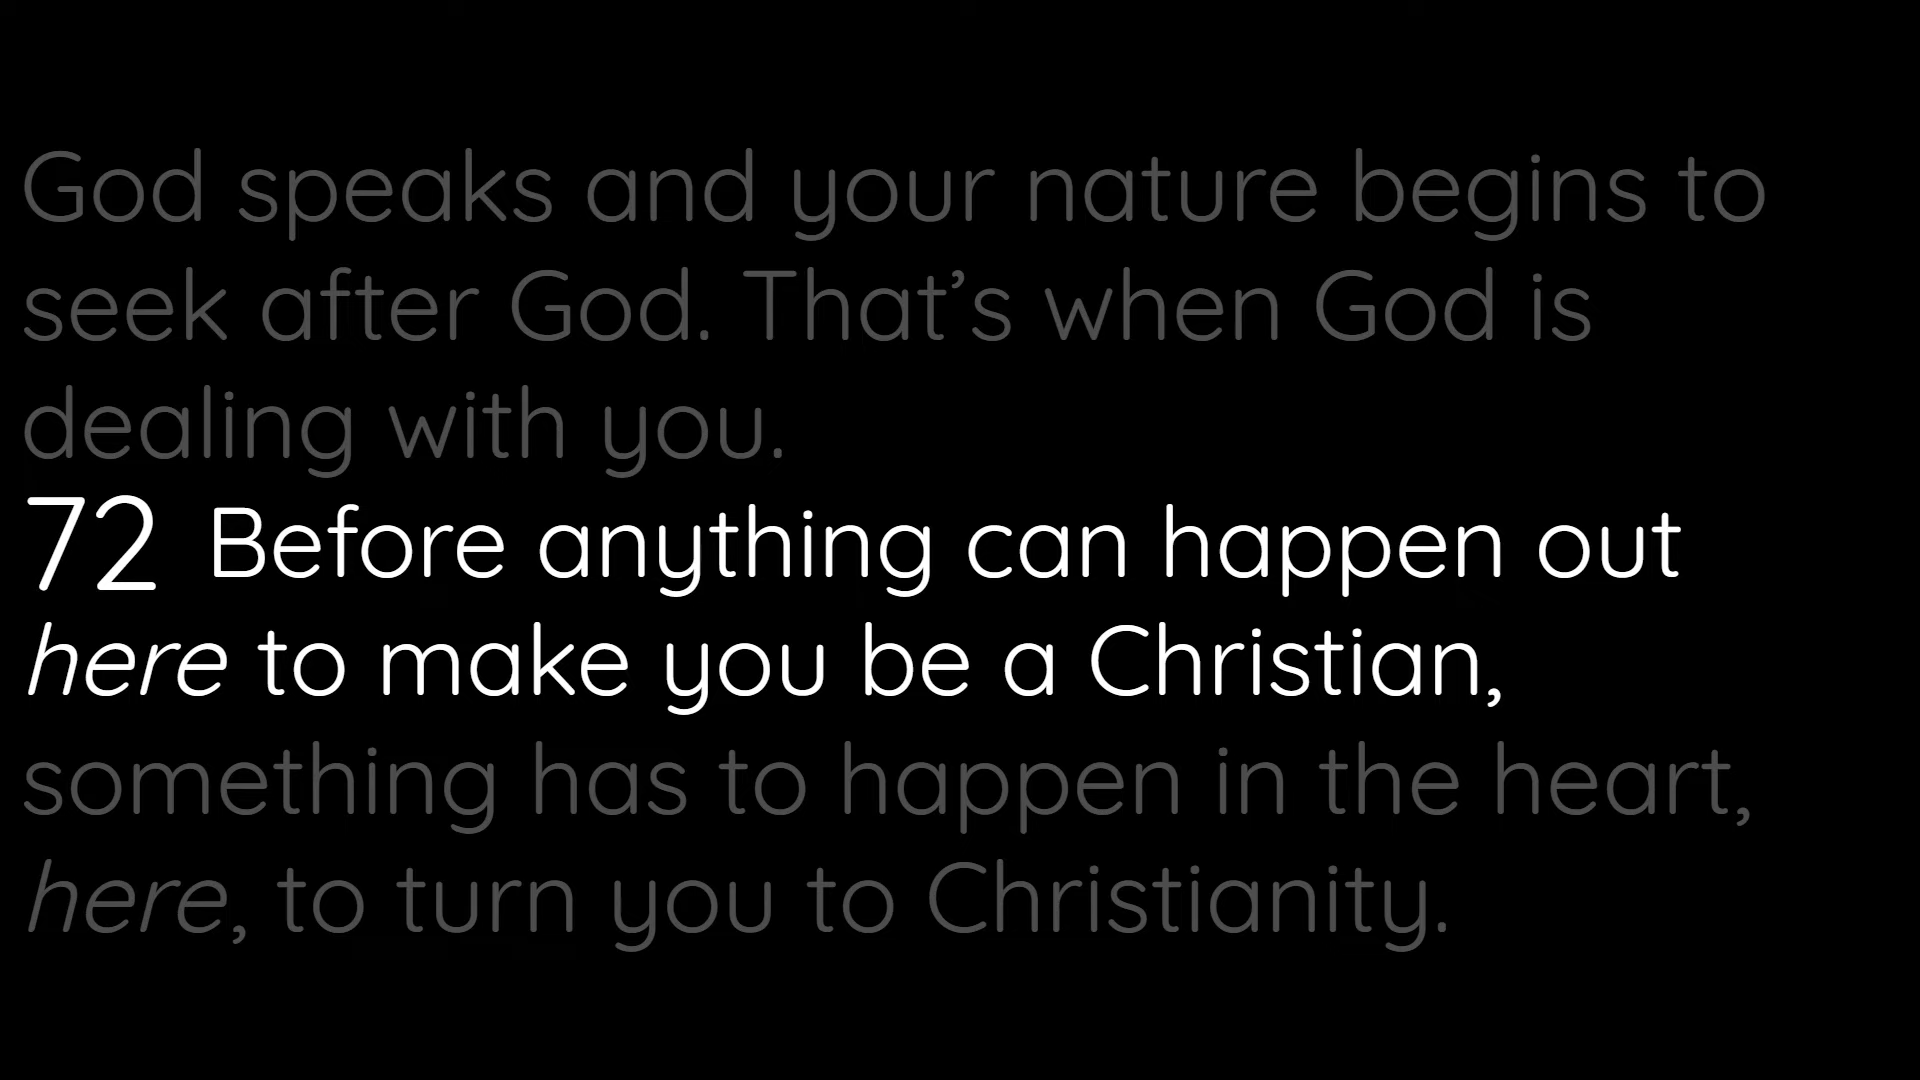 God speaks and your nature begins to
seek after God. That’s when God is
dealing with you.
72 Before anything can happen out
here to make you be a Christian,
something has to happen in the heart,
here, to turn you to Christianity.